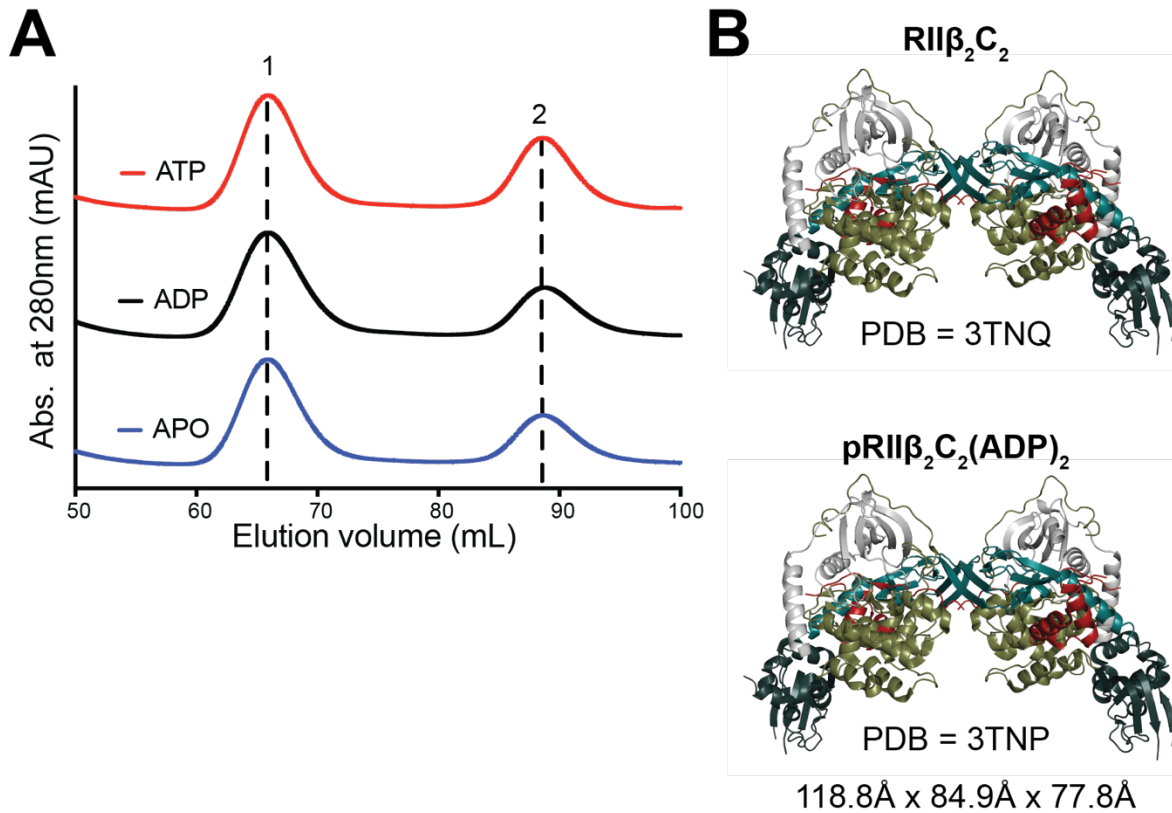 A
1
2
ATP
ADP
APO
Abs. at 280nm (mAU)
50 60 70 80 90 100
Elution volume (mL)
B
RIIβ₂C₂
PDB = 3TNQ
pRIIβ₂C₂(ADP)₂
PDB = 3TNP
118.8Å x 84.9Å x 77.8Å